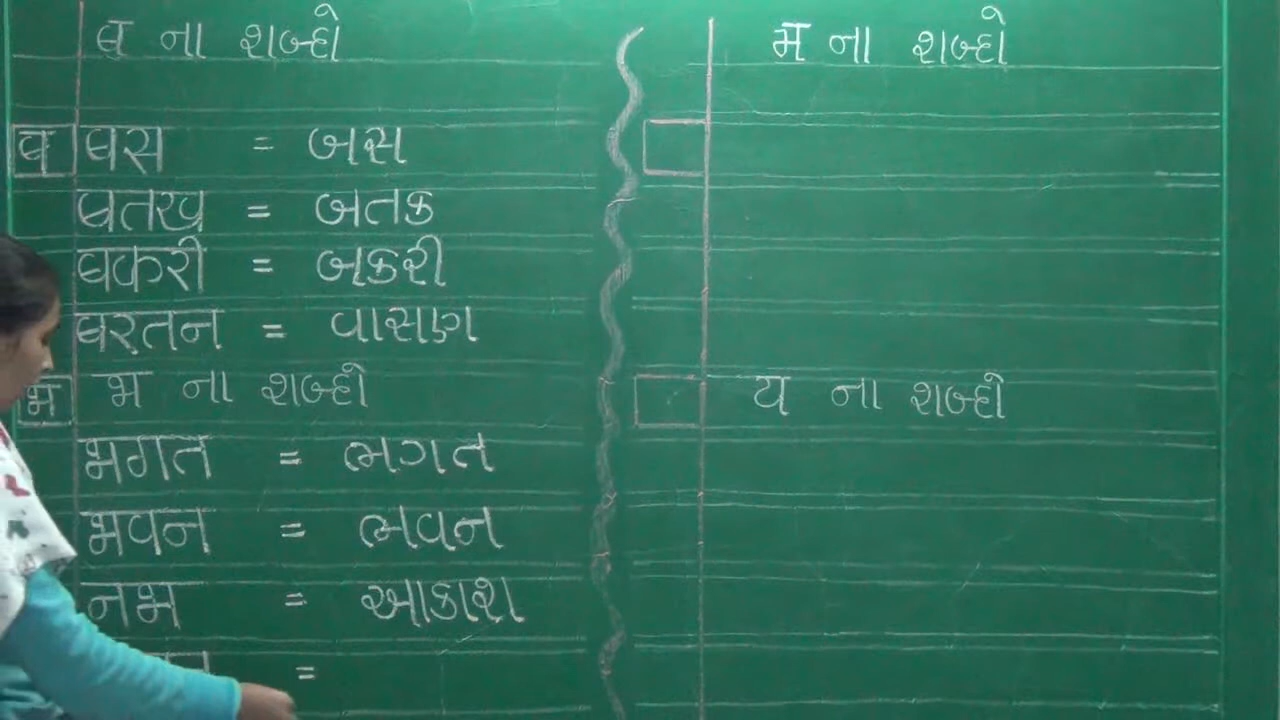 ब ના શબ્દો
ब बस = બસ
बतख = બતક
बकरी = બકરી
बरतन = વાસણ
भ भ ના શબ્દો
भगत = ભગત
भवन = ભવન
नभ = આકાશ
=
म ના શબ્દો
य ના શબ્દો